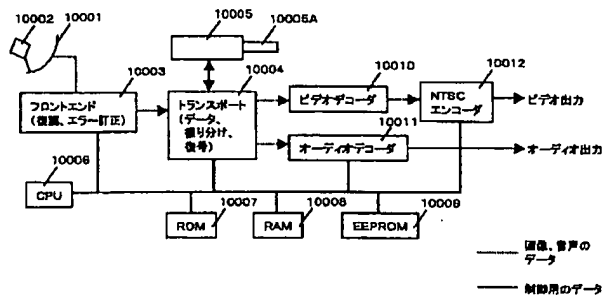 10002
10001
10005
10005A
10003
10004
10010
10012
フロントエンド
(復調、エラー訂正)
トランスポート
(データ、
振り分け、
復号)
ビデオデコーダ
NTSC
エンコーダ
ビデオ出力
10011
オーディオデコーダ
オーディオ出力
10006
CPU
10007
10008
10009
ROM
RAM
EEPROM
画像、音声の
データ
制御用のデータ